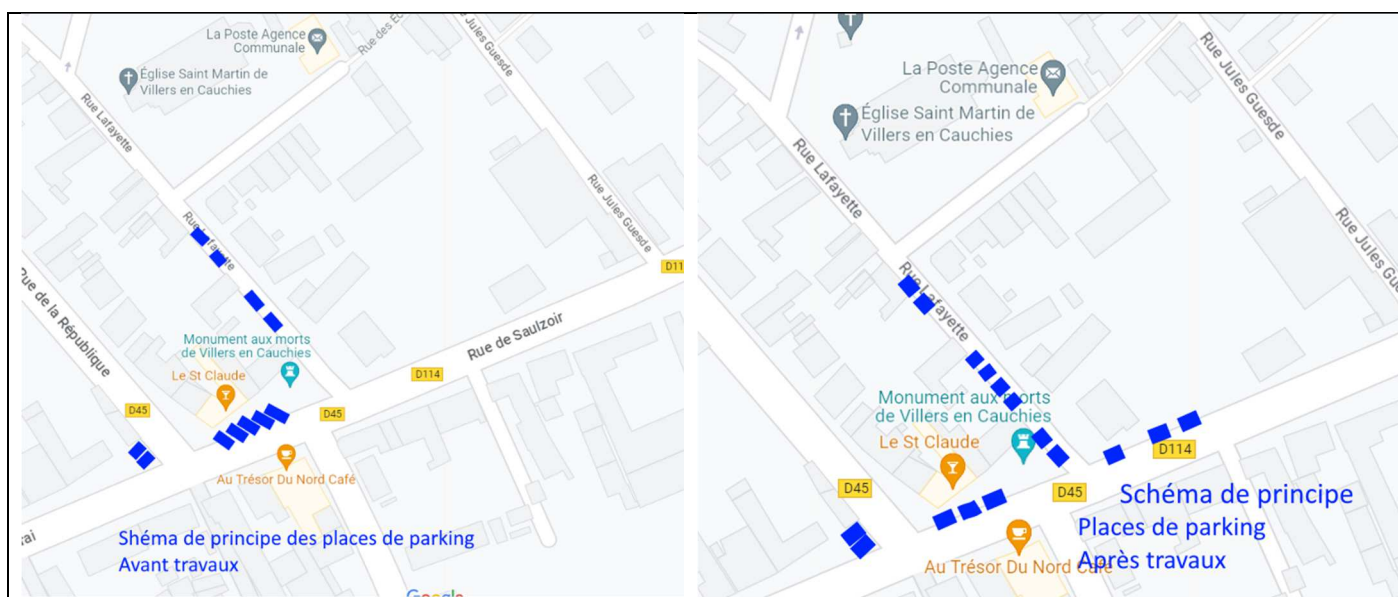 La Poste Agence
Communale
Rue des
Jules Guesde
Église Saint Martin de
Villers en Cauchies
Rue Lafayette
Rue Lafayette
Rue Jules Guesde
D11
Rue de la République
Rue de Saulzoir
Monument aux morts
de Villers en Cauchies
Le St Claude
D114
D45
D45
Au Trésor Du Nord Café
Shéma de principe des places de parking
Avant travaux
Google
La Poste Agence
Communale
Rue Jules Guesde
Église Saint Martin de
Villers en Cauchies
Rue Lafayette
Rue Lafayette
Rue Jules Gues
Monument aux morts
de Villers en Cauchies
Le St Claude
D114
D45
D45
Schéma de principe
Places de parking
Au Trésor Du Nord Café
Après travaux